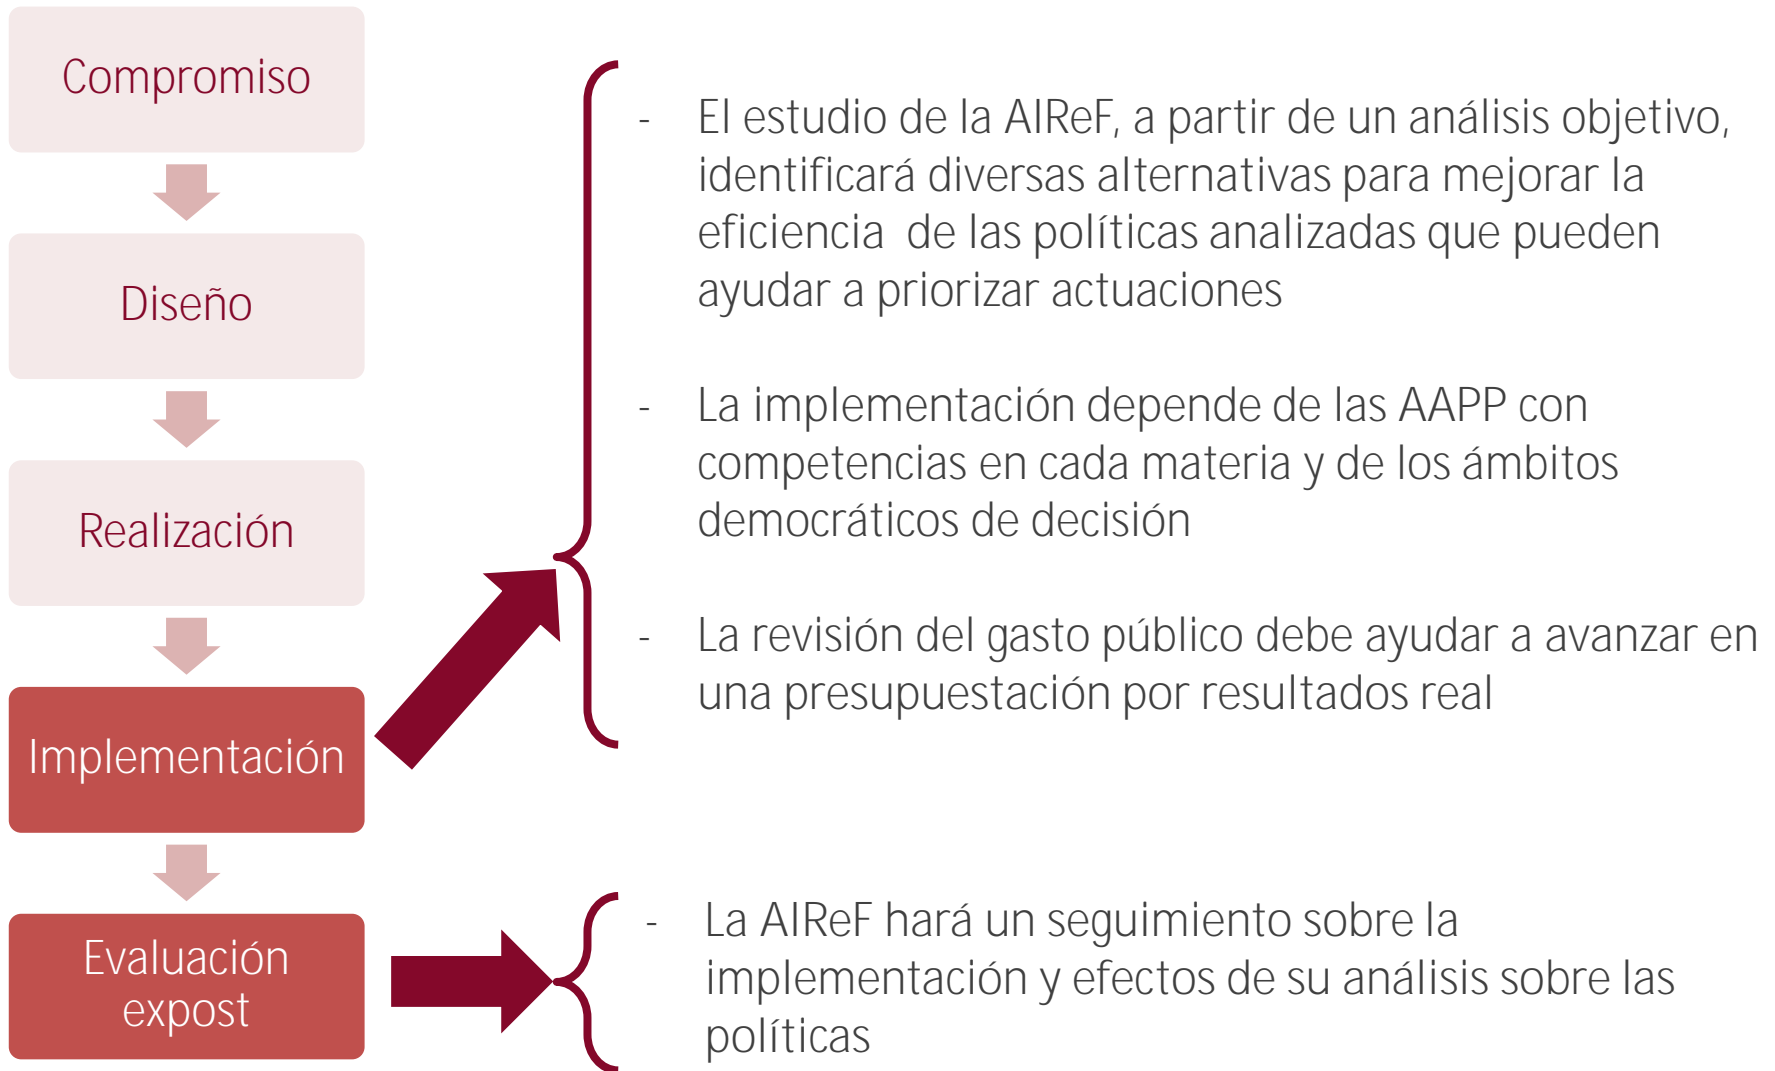 Compromiso
Diseño
Realización
Implementación
Evaluación
expost
- El estudio de la AIReF, a partir de un análisis objetivo,
identificará diversas alternativas para mejorar la
eficiencia de las políticas analizadas que pueden
ayudar a priorizar actuaciones
- La implementación depende de las AAPP con
competencias en cada materia y de los ámbitos
democráticos de decisión
- La revisión del gasto público debe ayudar a avanzar en
una presupuestación por resultados real
- La AIReF hará un seguimiento sobre la
implementación y efectos de su análisis sobre las
políticas